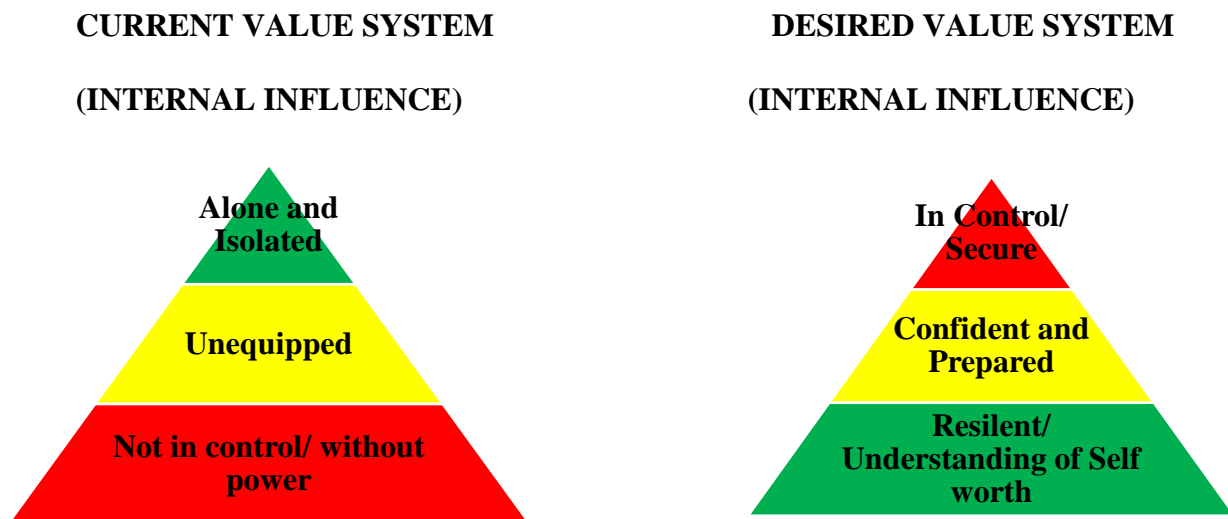 CURRENT VALUE SYSTEM
(INTERNAL INFLUENCE)
Alone and
Isolated
Unequipped
Not in control/ without
power
DESIRED VALUE SYSTEM
(INTERNAL INFLUENCE)
In Control/
Secure
Confident and
Prepared
Resilent/
Understanding of Self
worth